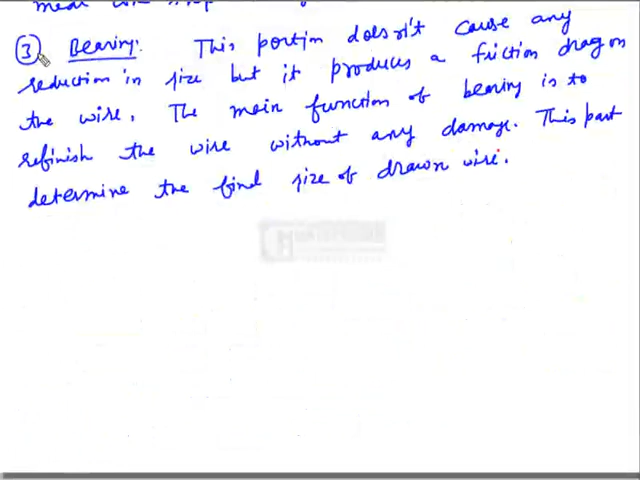 ③ Bearing: This portion doesn't cause any
reduction in size but it produces a friction drag on
the wire. The main function of bearing is to
refinish the wire without any damage. This part
determine the final size of drawn wire.